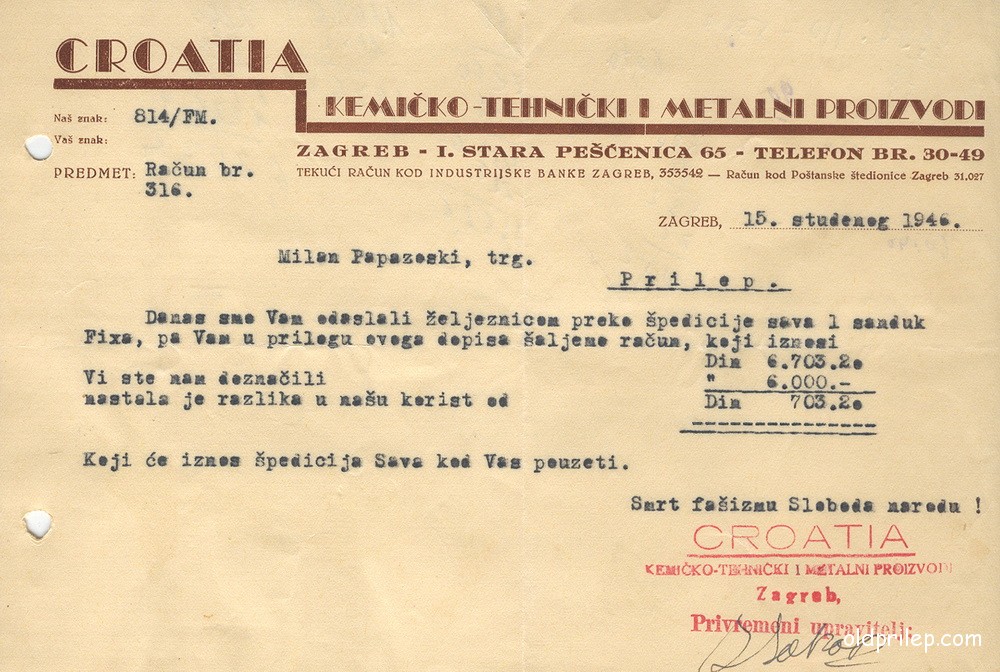 CROATIA
KEMIČKO-TEHNIČKI I METALNI PROIZVODI
Naš znak: 814/FM.
Vaš znak:
ZAGREB - I. STARA PEŠĆENICA 65 - TELEFON BR. 30-49
PREDMET: Račun br.
316.
TEKUĆI RAČUN KOD INDUSTRIJSKE BANKE ZAGREB, 353542 — Račun kod Poštanske štedionice Zagreb 31.027
ZAGREB, 15. studenog 1946.
Milan Papazoski, trg.
Prilep.
Danas smo Vam odaslali željeznicom preko špedicije sava 1 sanduk
Fixa, pa Vam u prilogu ovoga dopisa šaljemo račun, koji iznosi
Din 6.703.20
Vi ste nam doznačili " 6.000.-
nastala je razlika u našu korist od Din 703.20
Koji će iznos špedicija Sava kod Vas pouzeti.
Smrt fašizmu Sloboda narodu !
CROATIA
KEMIČKO-TEHNIČKI I METALNI PROIZVODI
Zagreb,
Privremeni upravitelj:
oldprilep.com